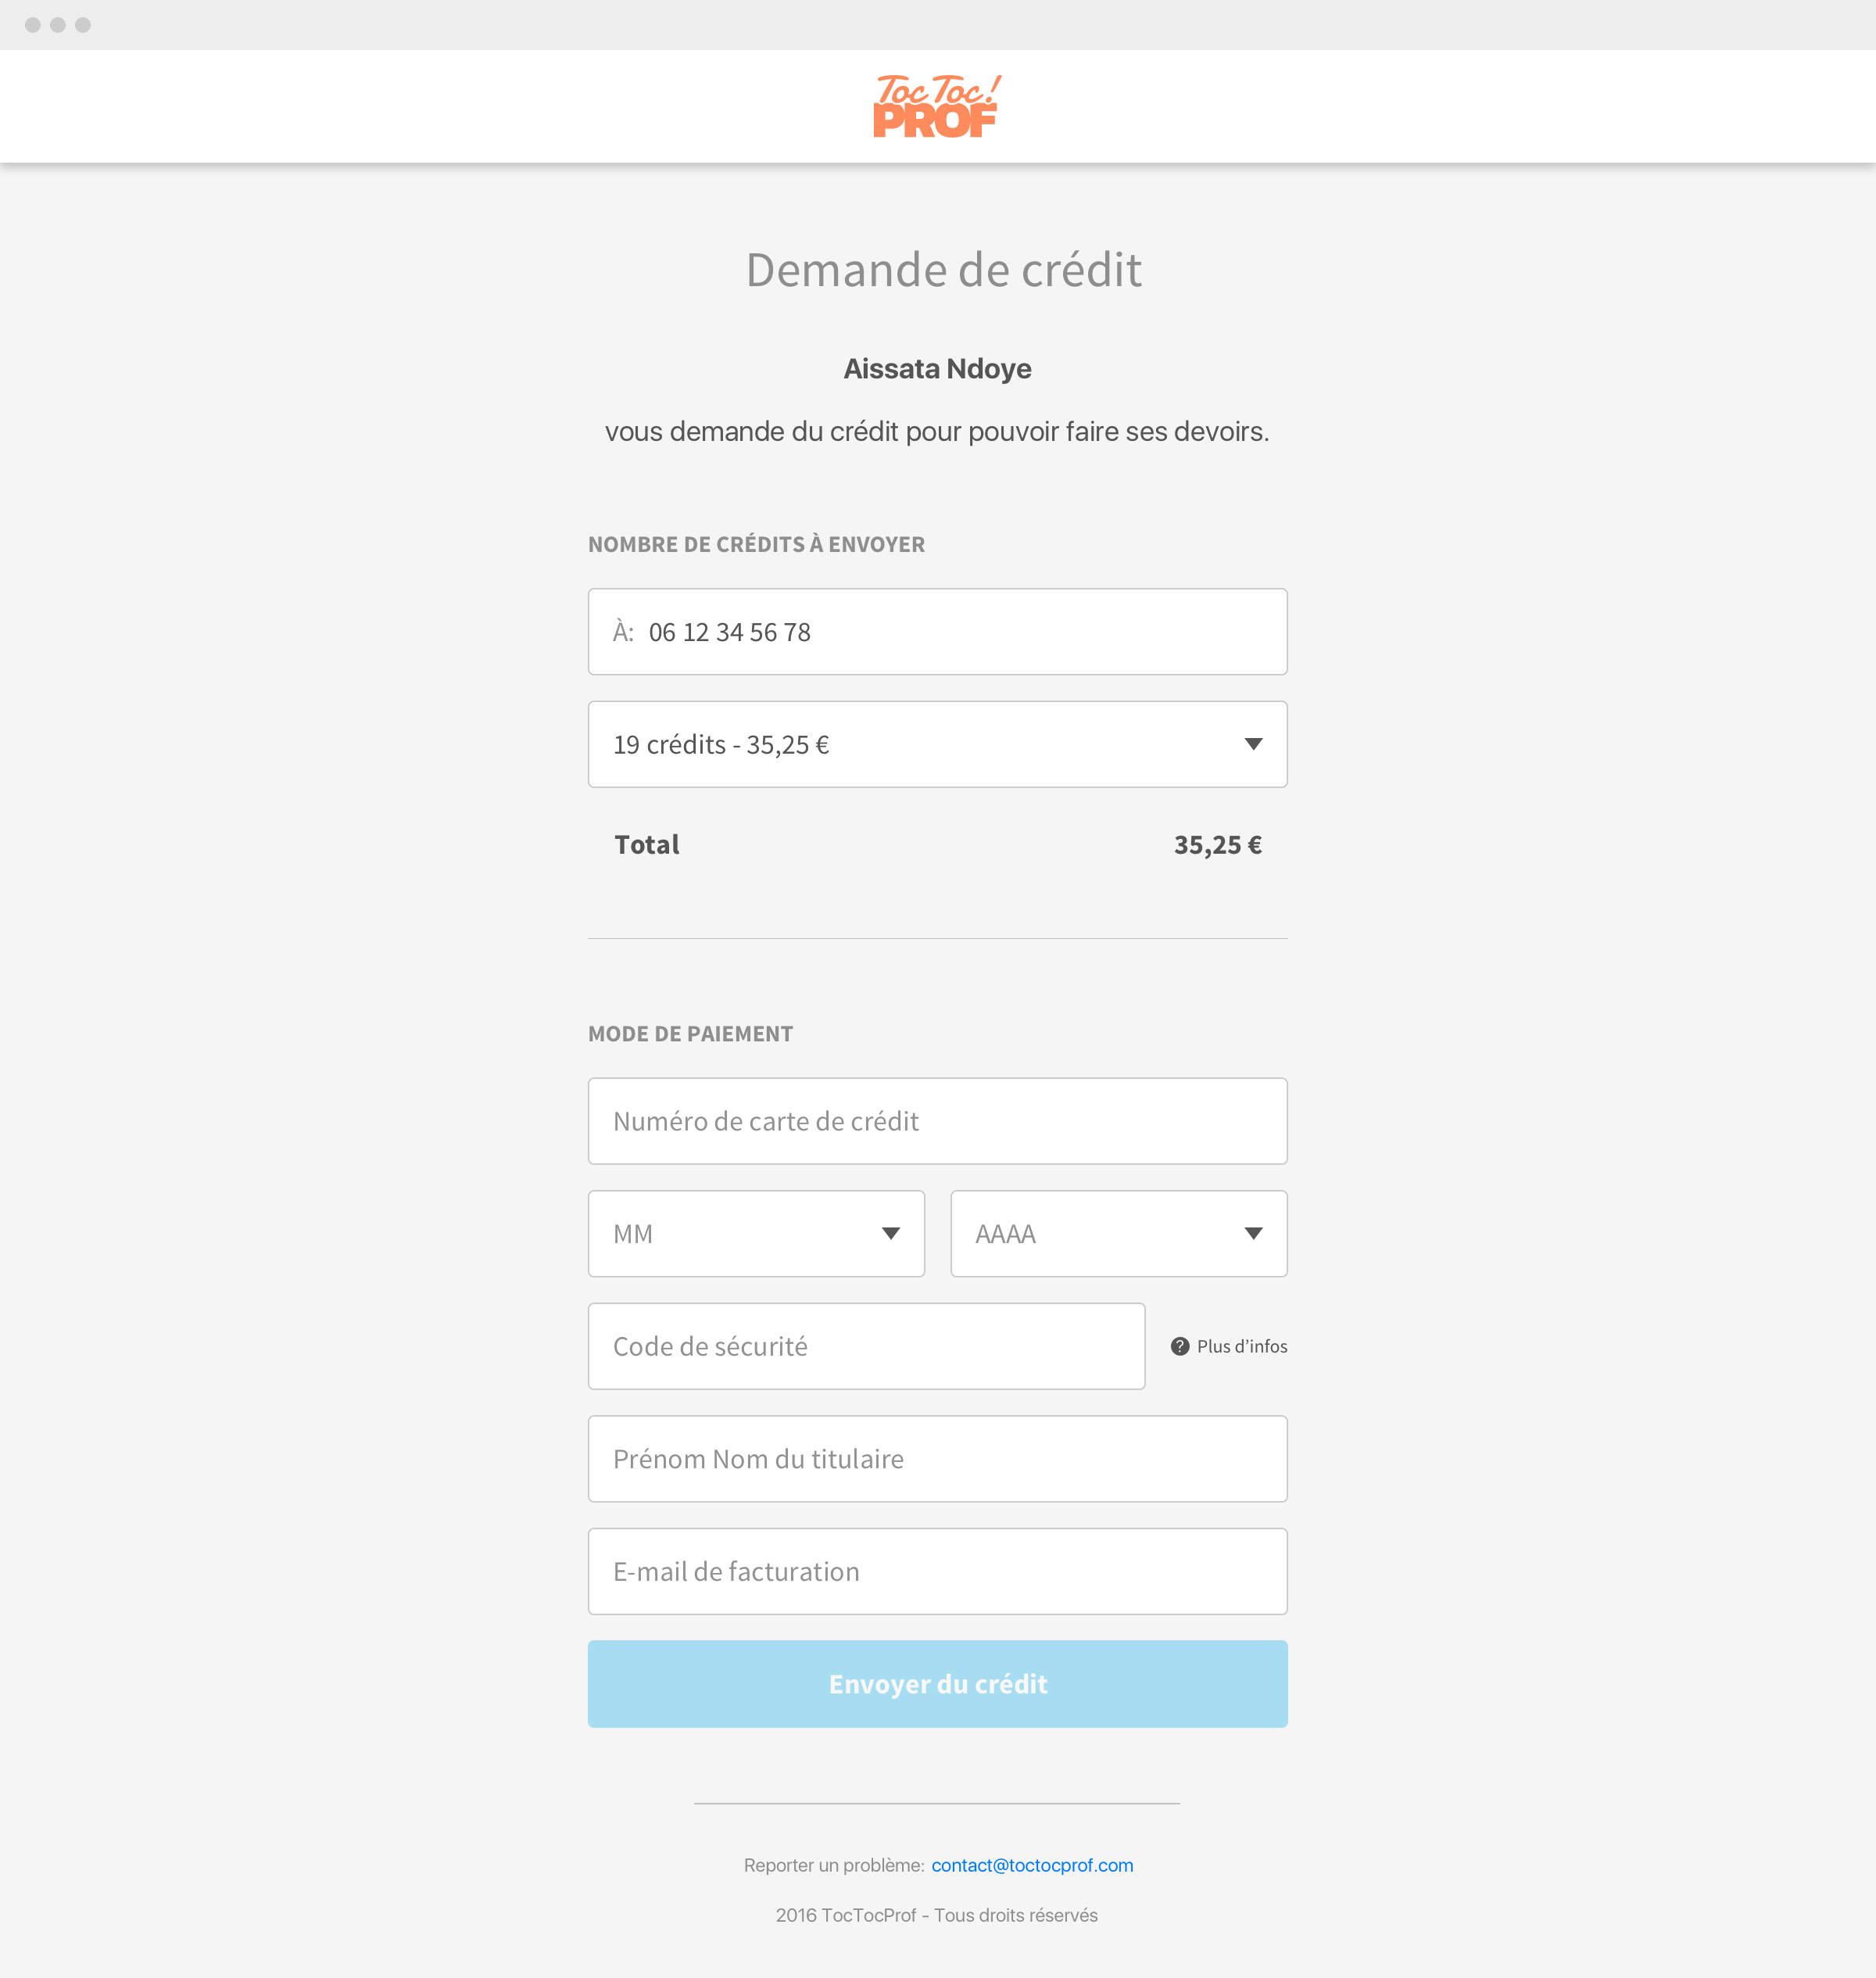 Toc Toc!
PROF
Demande de crédit
Aissata Ndoye
vous demande du crédit pour pouvoir faire ses devoirs.
NOMBRE DE CRÉDITS À ENVOYER
À: 06 12 34 56 78
19 crédits - 35,25 €
Total 35,25 €
MODE DE PAIEMENT
Numéro de carte de crédit
MM AAAA
Code de sécurité ? Plus d’infos
Prénom Nom du titulaire
E-mail de facturation
Envoyer du crédit
Reporter un problème: contact@toctocprof.com
2016 TocTocProf - Tous droits réservés